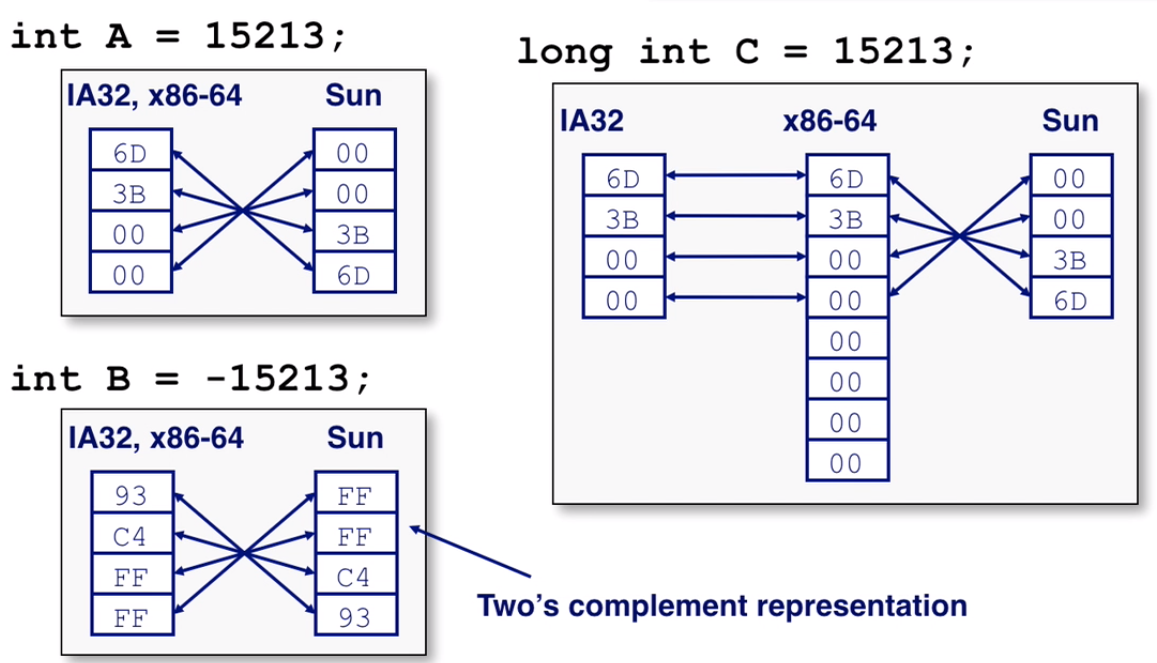 int A = 15213;
IA32, x86-64 Sun
6D 00
3B 00
00 3B
00 6D
int B = -15213;
IA32, x86-64 Sun
93 FF
C4 FF
FF C4
FF 93
Two's complement representation
long int C = 15213;
IA32 x86-64 Sun
6D 6D 00
3B 3B 00
00 00 3B
00 00 6D
00
00
00
00